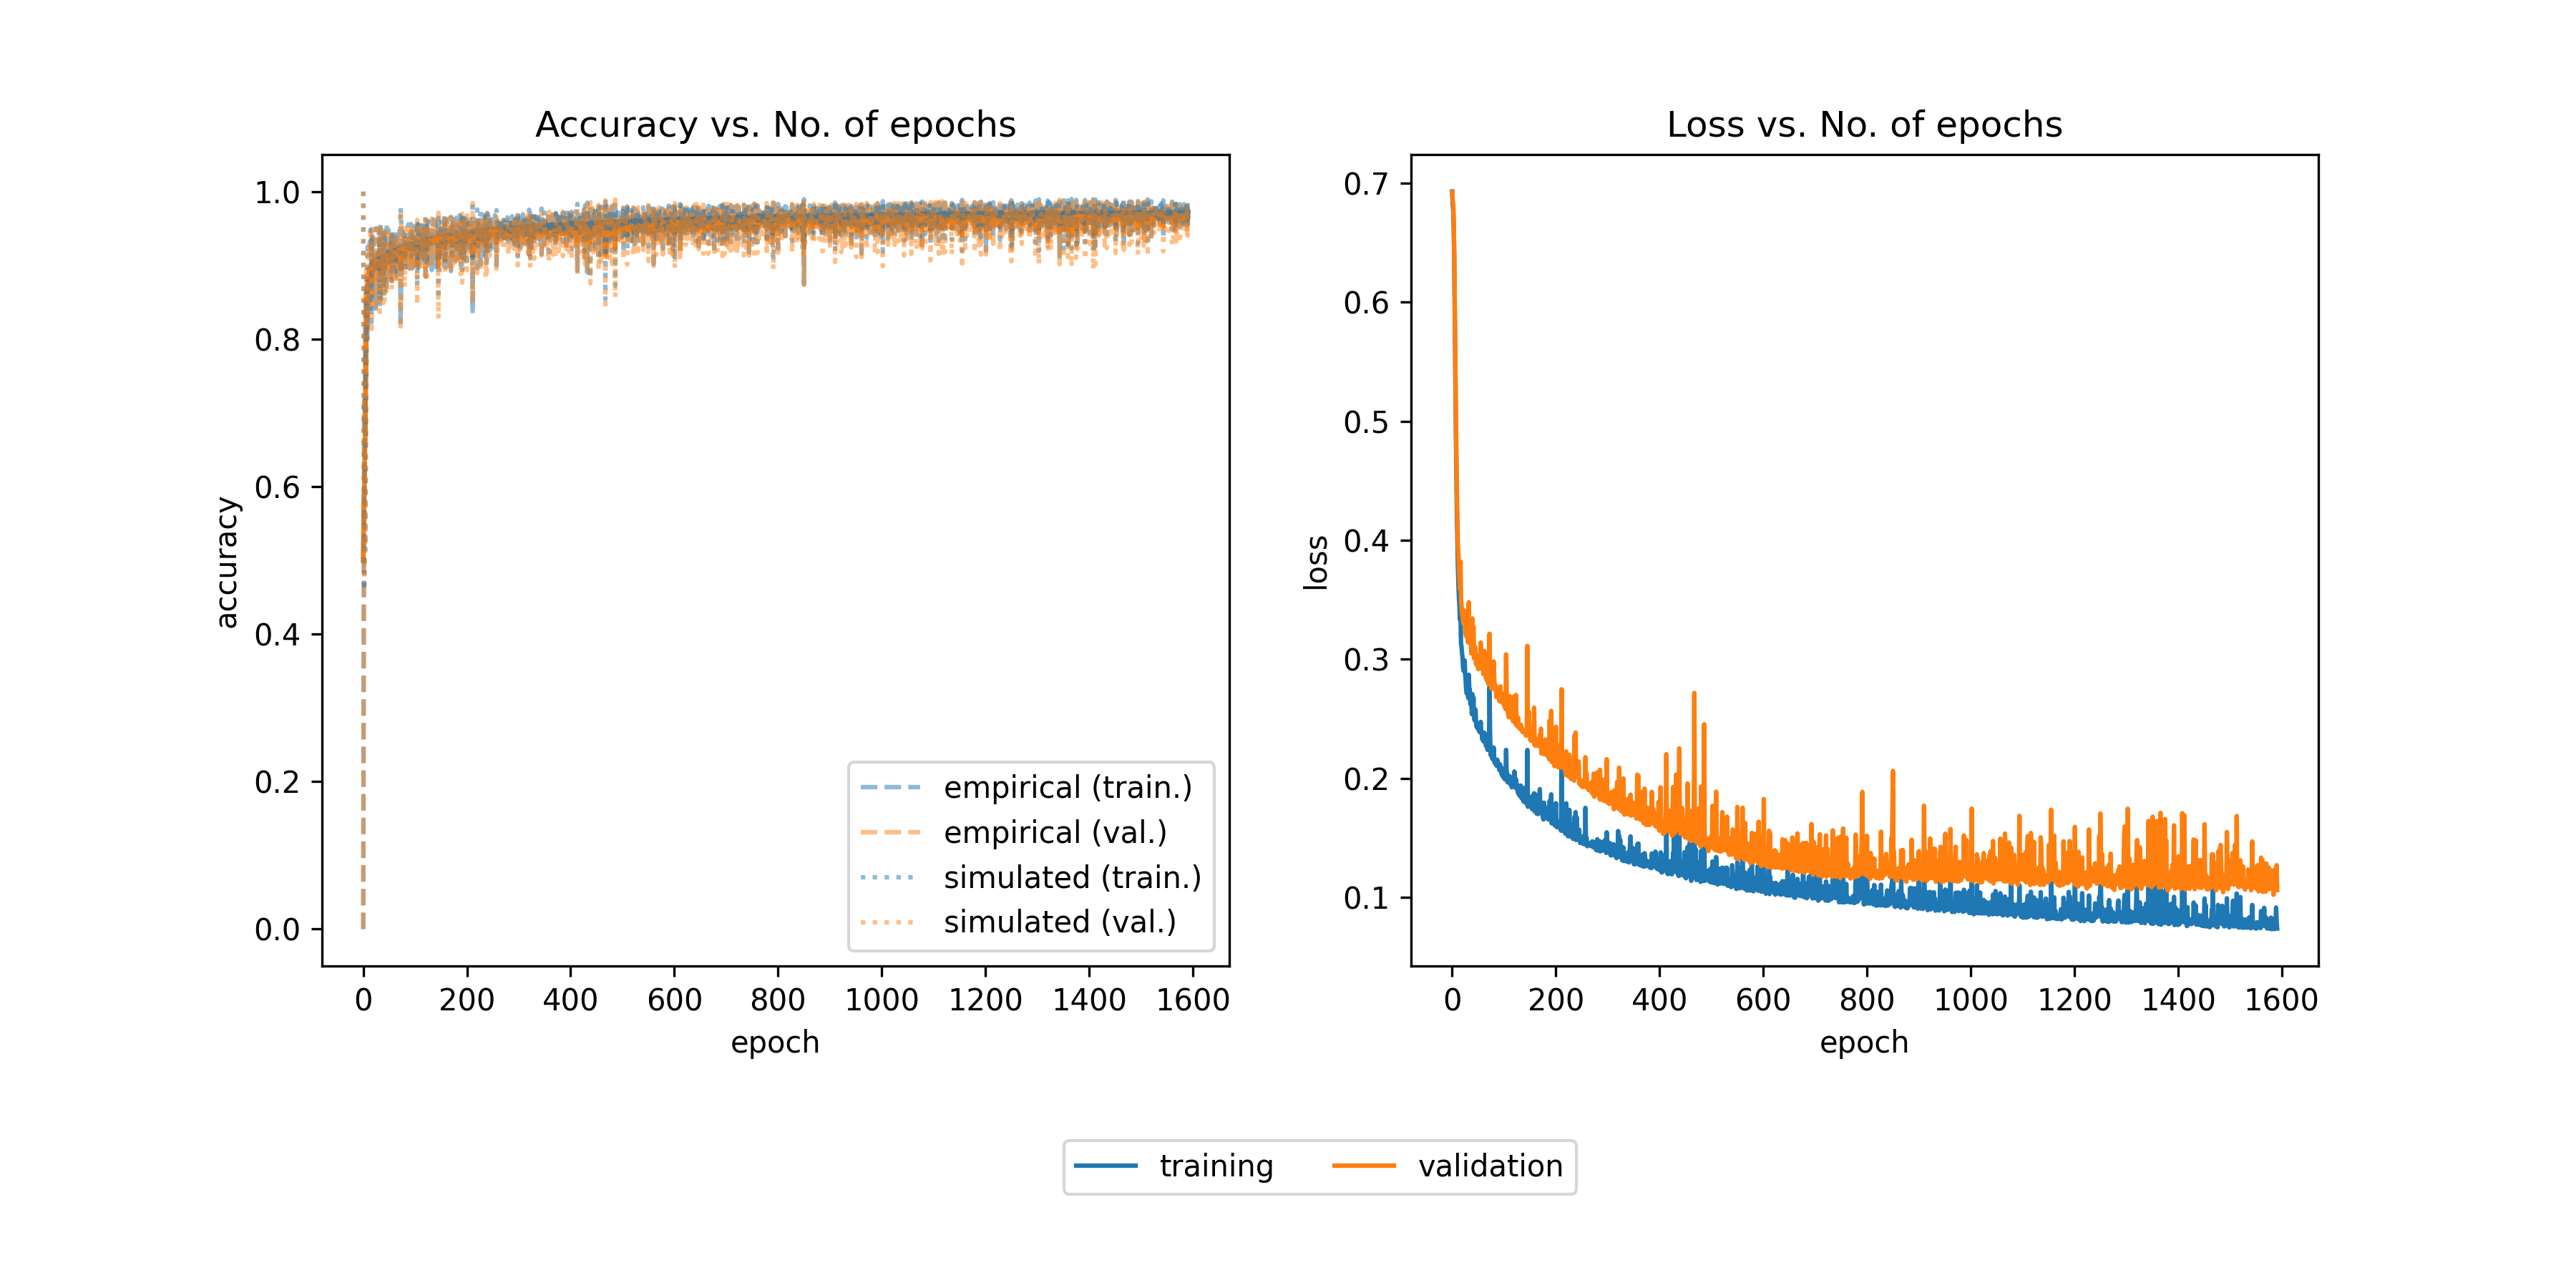 Accuracy vs. No. of epochs
1.0
0.8
0.6
0.4
0.2
0.0
accuracy
0 200 400 600 800 1000 1200 1400 1600
epoch
empirical (train.)
empirical (val.)
simulated (train.)
simulated (val.)
Loss vs. No. of epochs
0.7
0.6
0.5
0.4
0.3
0.2
0.1
loss
0 200 400 600 800 1000 1200 1400 1600
epoch
training validation